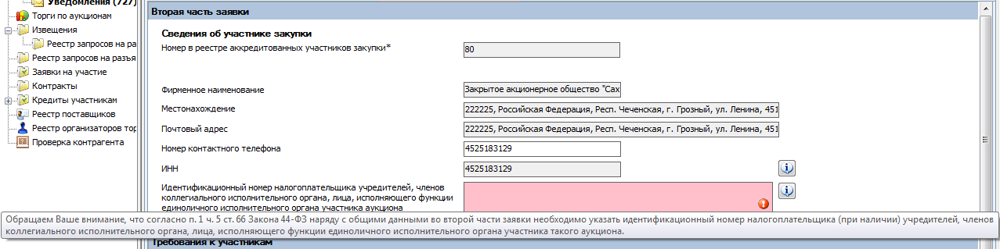 Уведомления (727)
Торги по аукционам
Извещения
Реестр запросов на ра
Реестр запросов на разъя
Заявки на участие
Контракты
Кредиты участникам
Реестр поставщиков
Реестр организаторов тор
Проверка контрагента
Вторая часть заявки
Сведения об участнике закупки
Номер в реестре аккредитованных участников закупки*
80
Фирменное наименование
Закрытое акционерное общество "Сах
Местонахождение
222225, Российская Федерация, Респ. Чеченская, г. Грозный, ул. Ленина, 451
Почтовый адрес
222225, Российская Федерация, Респ. Чеченская, г. Грозный, ул. Ленина, 451
Номер контактного телефона
4525183129
ИНН
4525183129
Идентификационный номер налогоплательщика учредителей, членов
коллегиального исполнительного органа, лица, исполняющего функции
единоличного исполнительного органа участника аукциона
Обращаем Ваше внимание, что согласно п. 1 ч. 5 ст. 66 Закона 44-ФЗ наряду с общими данными во второй части заявки необходимо указать идентификационный номер налогоплательщика (при наличии) учредителей, членов
коллегиального исполнительного органа, лица, исполняющего функции единоличного исполнительного органа участника такого аукциона.
Требования к участникам